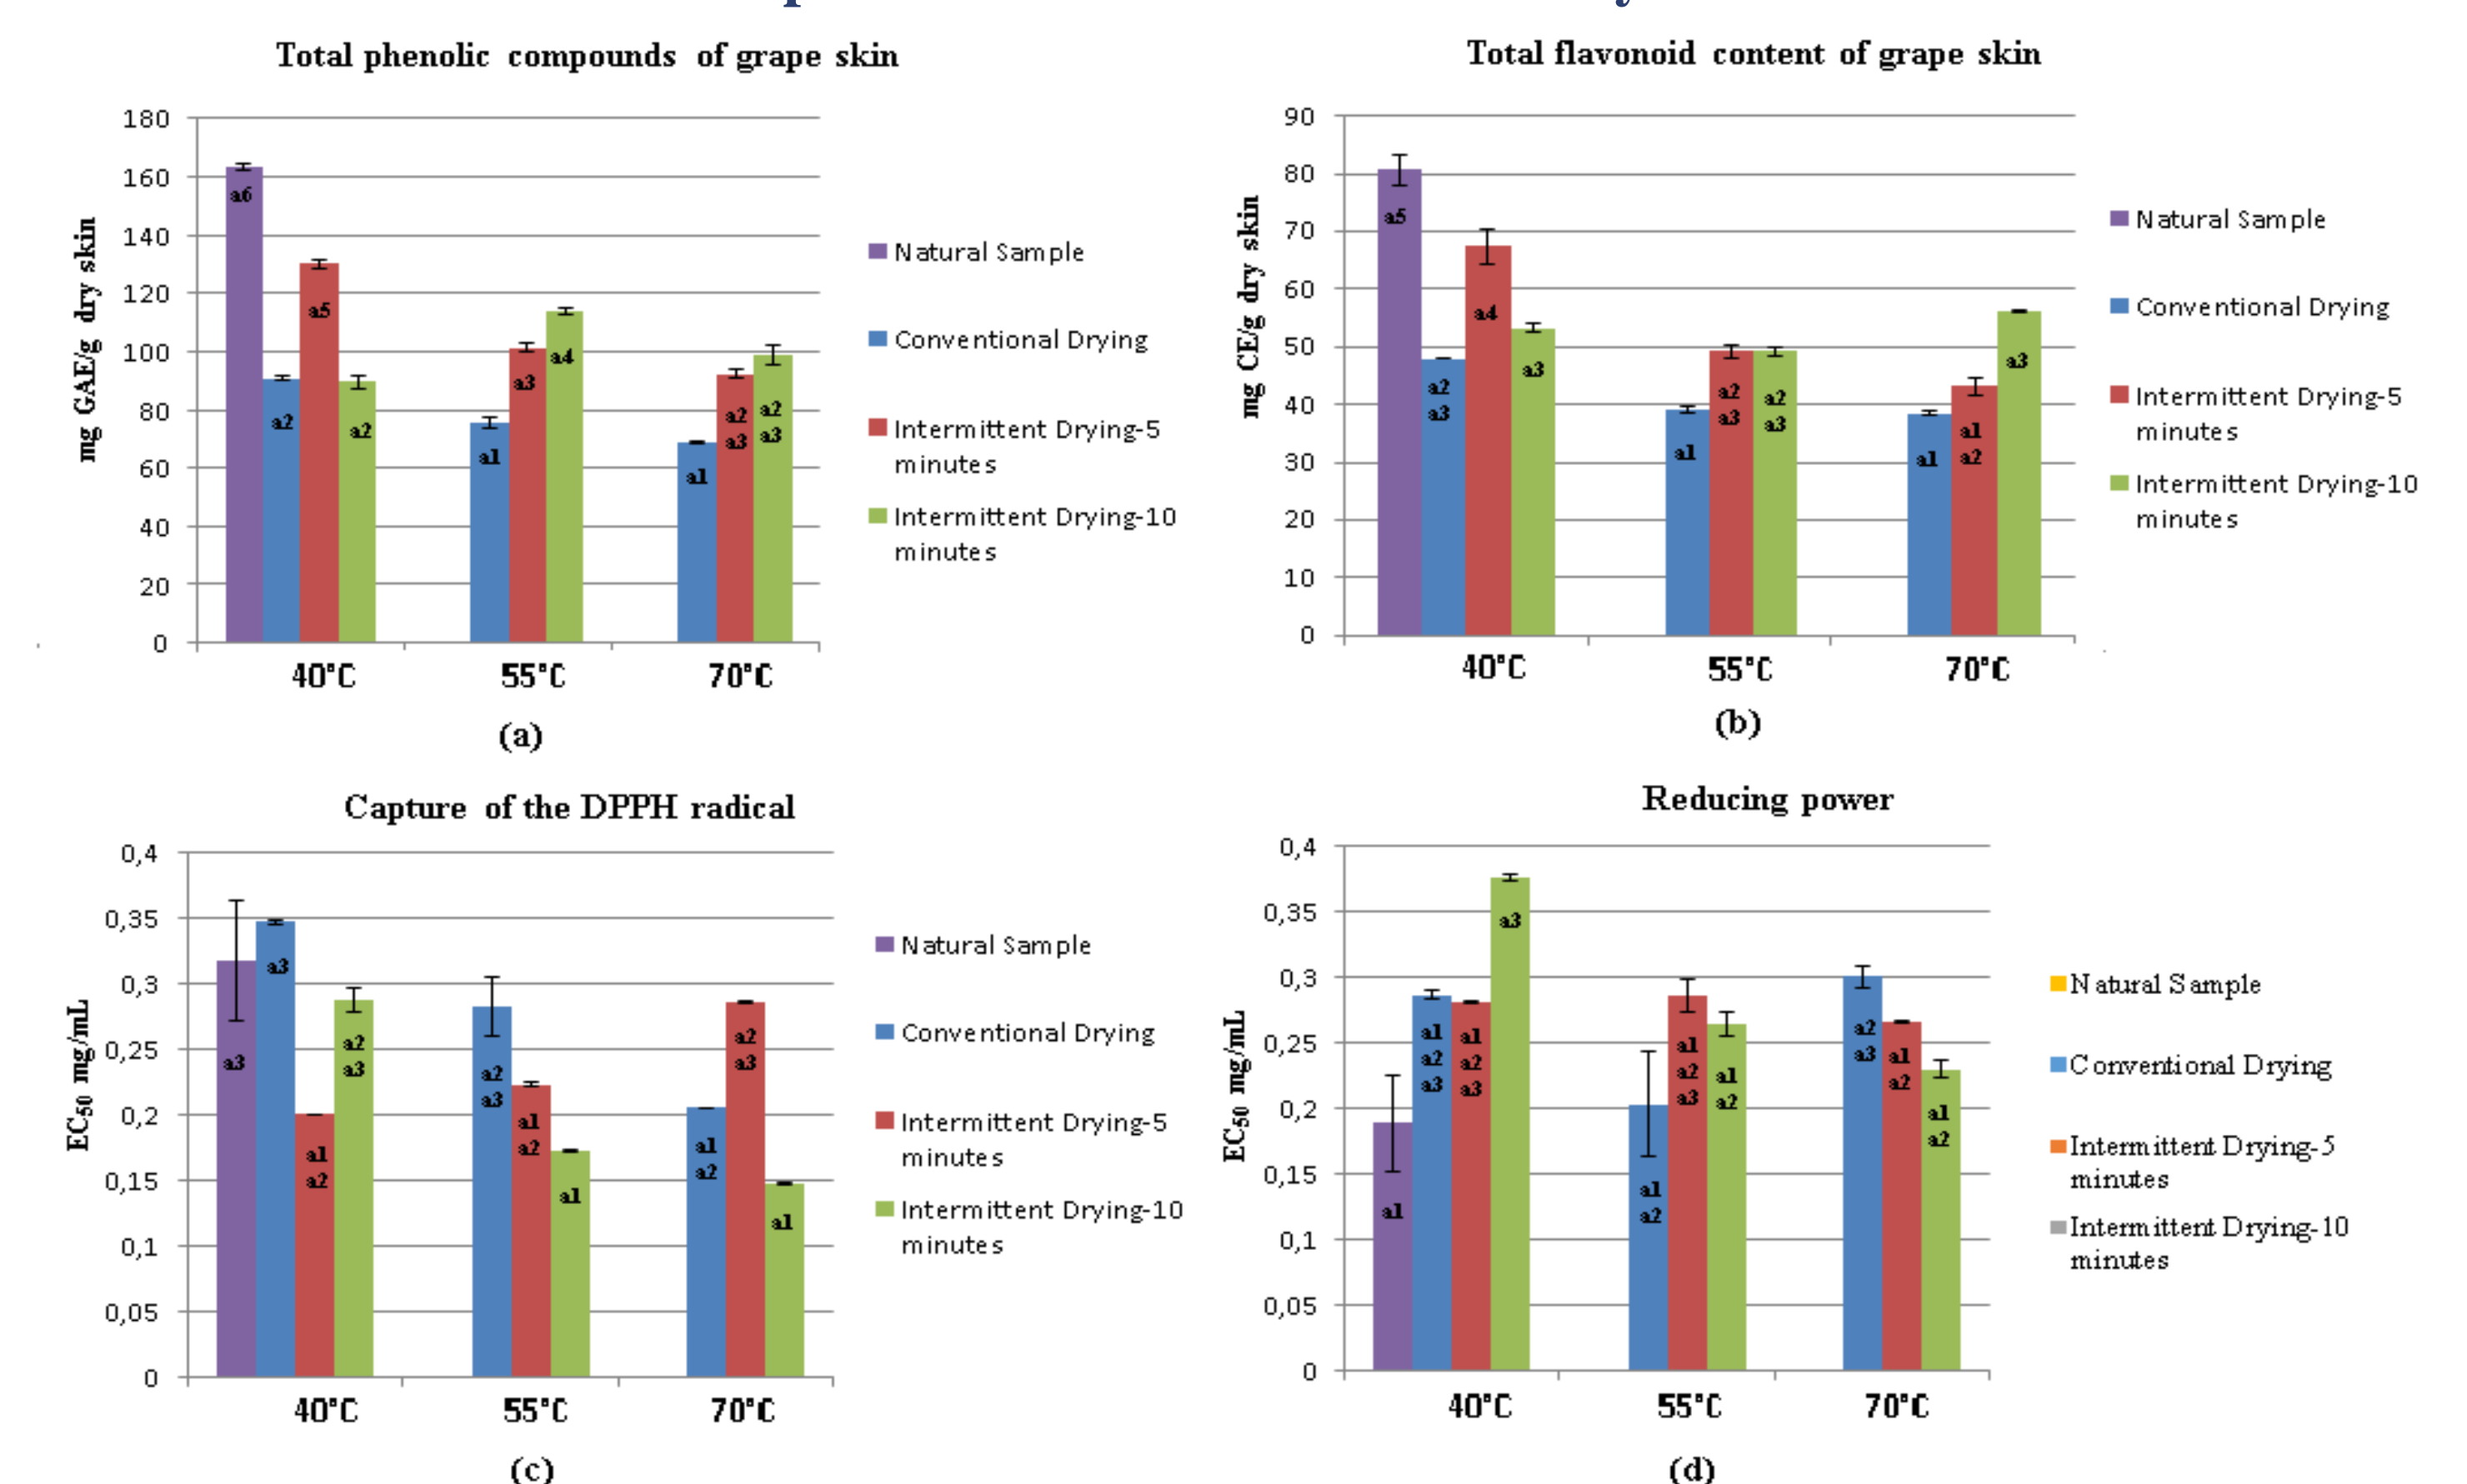 Total phenolic compounds of grape skin
mg GAE/g dry skin
180
160
140
120
100
80
60
40
20
0
a6
a2
a5
a2
a1
a3
a4
a1
a2
a3
a2
a3
40°C 55°C 70°C
Natural Sample
Conventional Drying
Intermittent Drying-5
minutes
Intermittent Drying-10
minutes
(a)
Total flavonoid content of grape skin
mg CE/g dry skin
90
80
70
60
50
40
30
20
10
0
a5
a2
a3
a4
a3
a1
a2
a3
a2
a3
a1
a1
a2
a3
40°C 55°C 70°C
Natural Sample
Conventional Drying
Intermittent Drying-5
minutes
Intermittent Drying-10
minutes
(b)
Capture of the DPPH radical
EC50 mg/mL
0,4
0,35
0,3
0,25
0,2
0,15
0,1
0,05
0
a3
a3
a1
a2
a2
a3
a2
a3
a1
a2
a1
a1
a2
a2
a3
a1
40°C 55°C 70°C
Natural Sample
Conventional Drying
Intermittent Drying-5
minutes
Intermittent Drying-10
minutes
(c)
Reducing power
EC50 mg/mL
0,4
0,35
0,3
0,25
0,2
0,15
0,1
0,05
0
a1
a1
a2
a3
a1
a2
a3
a3
a1
a2
a1
a2
a3
a1
a2
a2
a3
a1
a2
a1
a2
40°C 55°C 70°C
Natural Sample
Conventional Drying
Intermittent Drying-5
minutes
Intermittent Drying-10
minutes
(d)